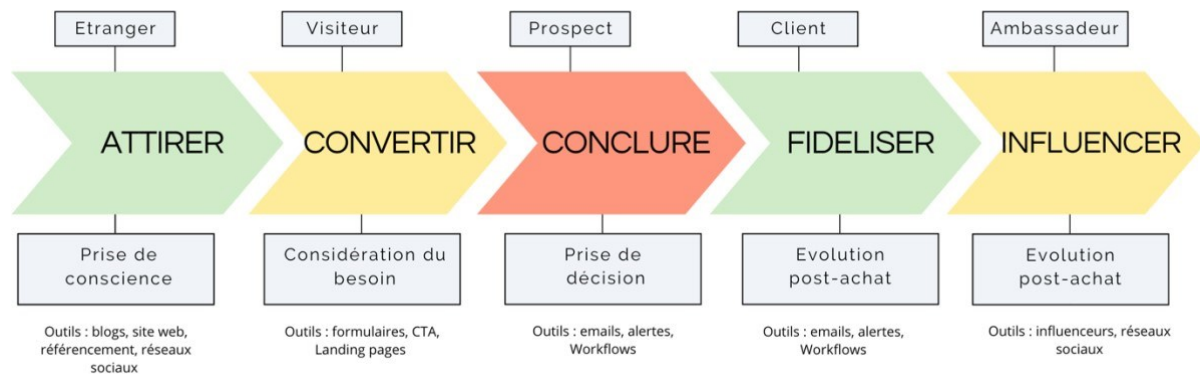 Etranger
Visiteur
Prospect
Client
Ambassadeur
ATTIRER
CONVERTIR
CONCLURE
FIDELISER
INFLUENCER
Prise de
conscience
Considération du
besoin
Prise de
décision
Evolution
post-achat
Evolution
post-achat
Outils : blogs, site web,
référencement, réseaux
sociaux
Outils : formulaires, CTA,
Landing pages
Outils : emails, alertes,
Workflows
Outils : emails, alertes,
Workflows
Outils : influenceurs, réseaux
sociaux